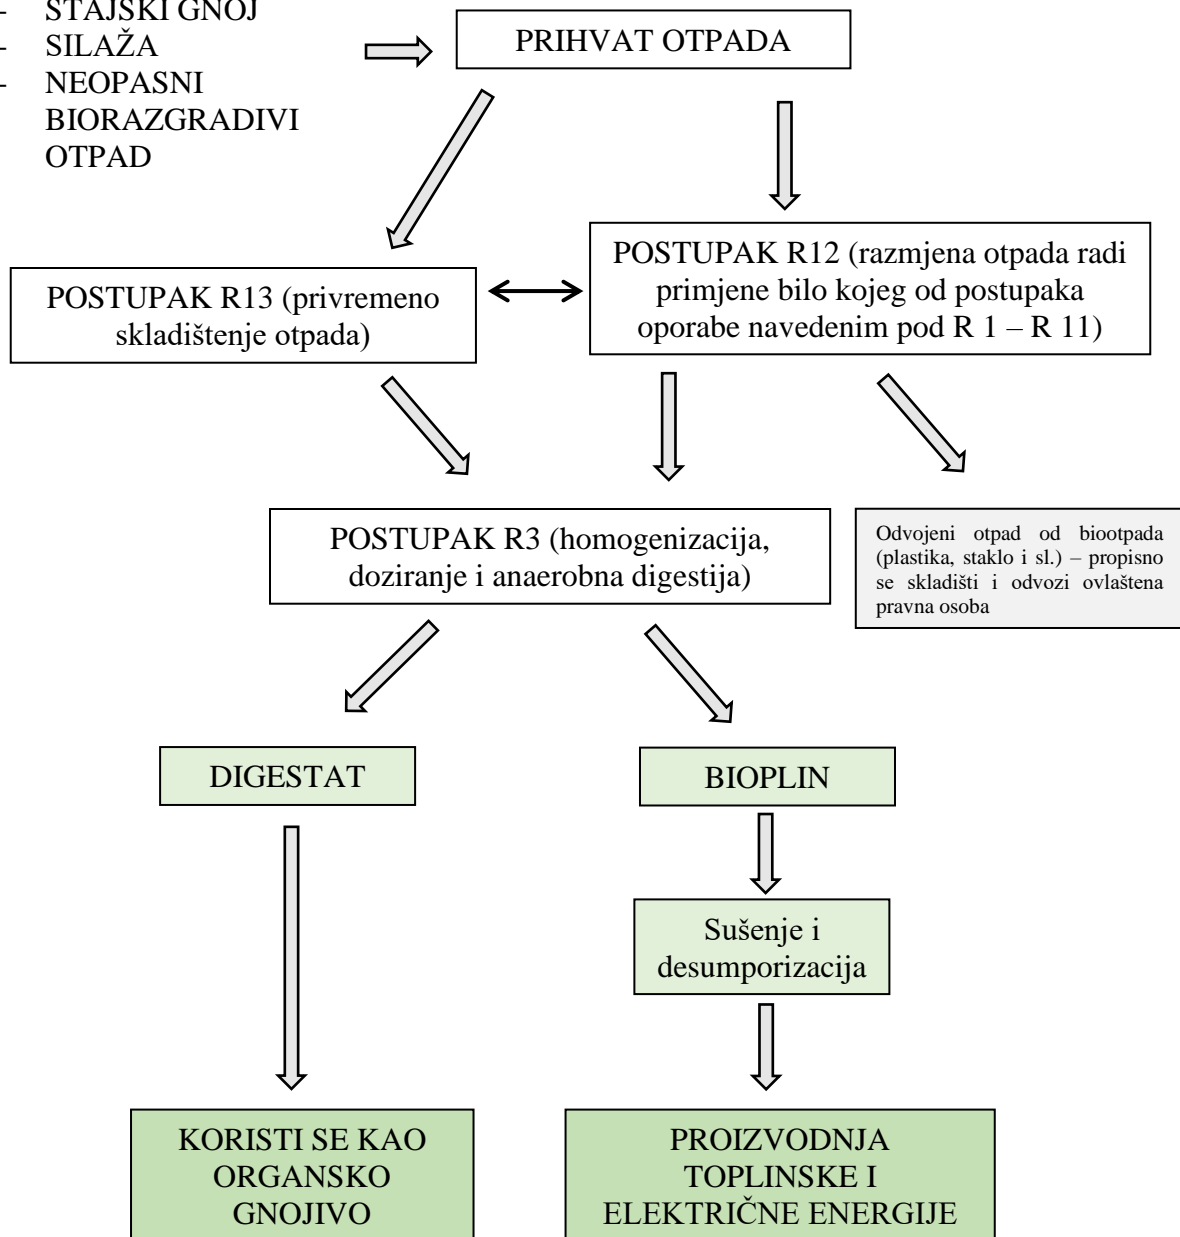 - STAJSKI GNOJ
- SILAŽA
- NEOPASNI
BIORAZGRADIVI
OTPAD
PRIHVAT OTPADA
POSTUPAK R13 (privremeno
skladištenje otpada)
POSTUPAK R12 (razmjena otpada radi
primjene bilo kojeg od postupaka
oporabe navedenim pod R 1 – R 11)
POSTUPAK R3 (homogenizacija,
doziranje i anaerobna digestija)
Odvojeni otpad od biootpada
(plastika, staklo i sl.) – propisno
se skladišti i odvozi ovlaštena
pravna osoba
DIGESTAT
BIOPLIN
Sušenje i
desumporizacija
KORISTI SE KAO
ORGANSKO
GNOJIVO
PROIZVODNJA
TOPLINSKE I
ELEKTRIČNE ENERGIJE